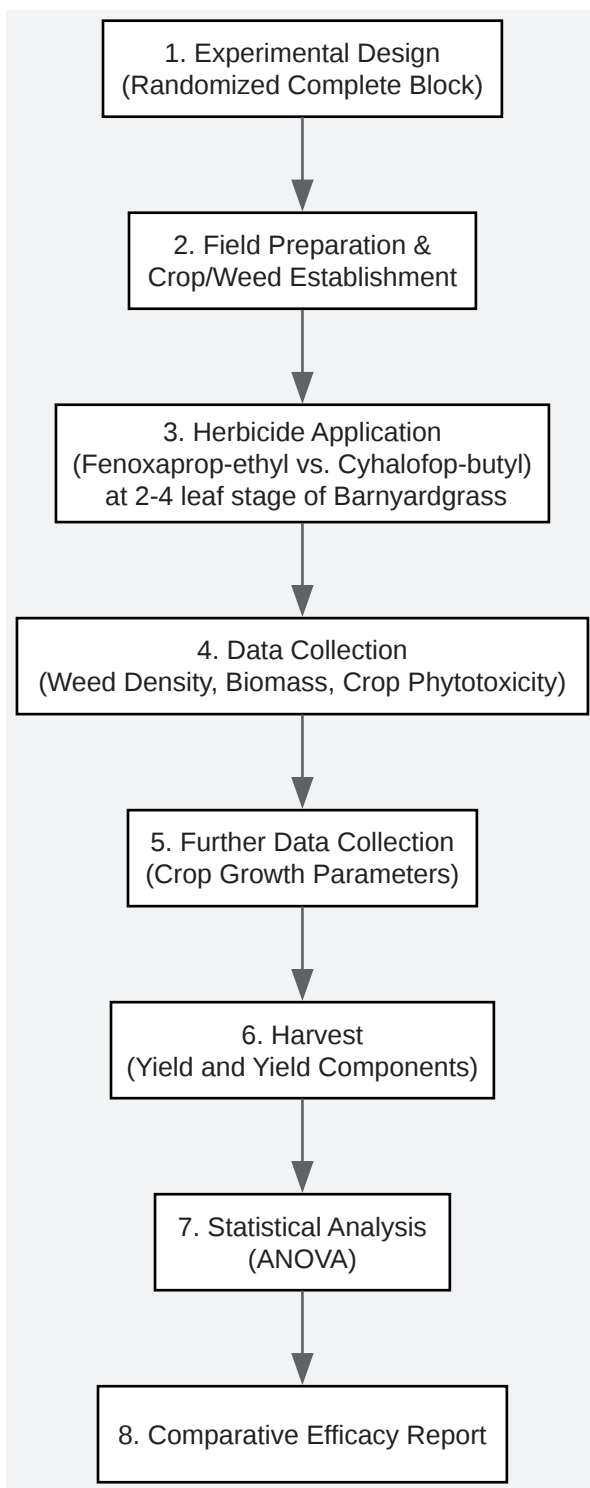 1. Experimental Design
(Randomized Complete Block)
2. Field Preparation &
Crop/Weed Establishment
3. Herbicide Application
(Fenoxaprop-ethyl vs. Cyhalofop-butyl)
at 2-4 leaf stage of Barnyardgrass
4. Data Collection
(Weed Density, Biomass, Crop Phytotoxicity)
5. Further Data Collection
(Crop Growth Parameters)
6. Harvest
(Yield and Yield Components)
7. Statistical Analysis
(ANOVA)
8. Comparative Efficacy Report